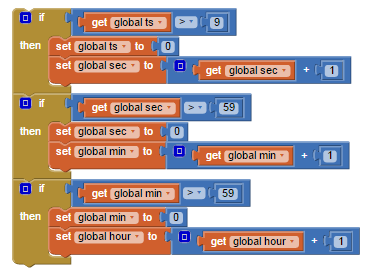 if get global ts > 9
then set global ts to 0
set global sec to get global sec + 1
if get global sec > 59
then set global sec to 0
set global min to get global min + 1
if get global min > 59
then set global min to 0
set global hour to get global hour + 1